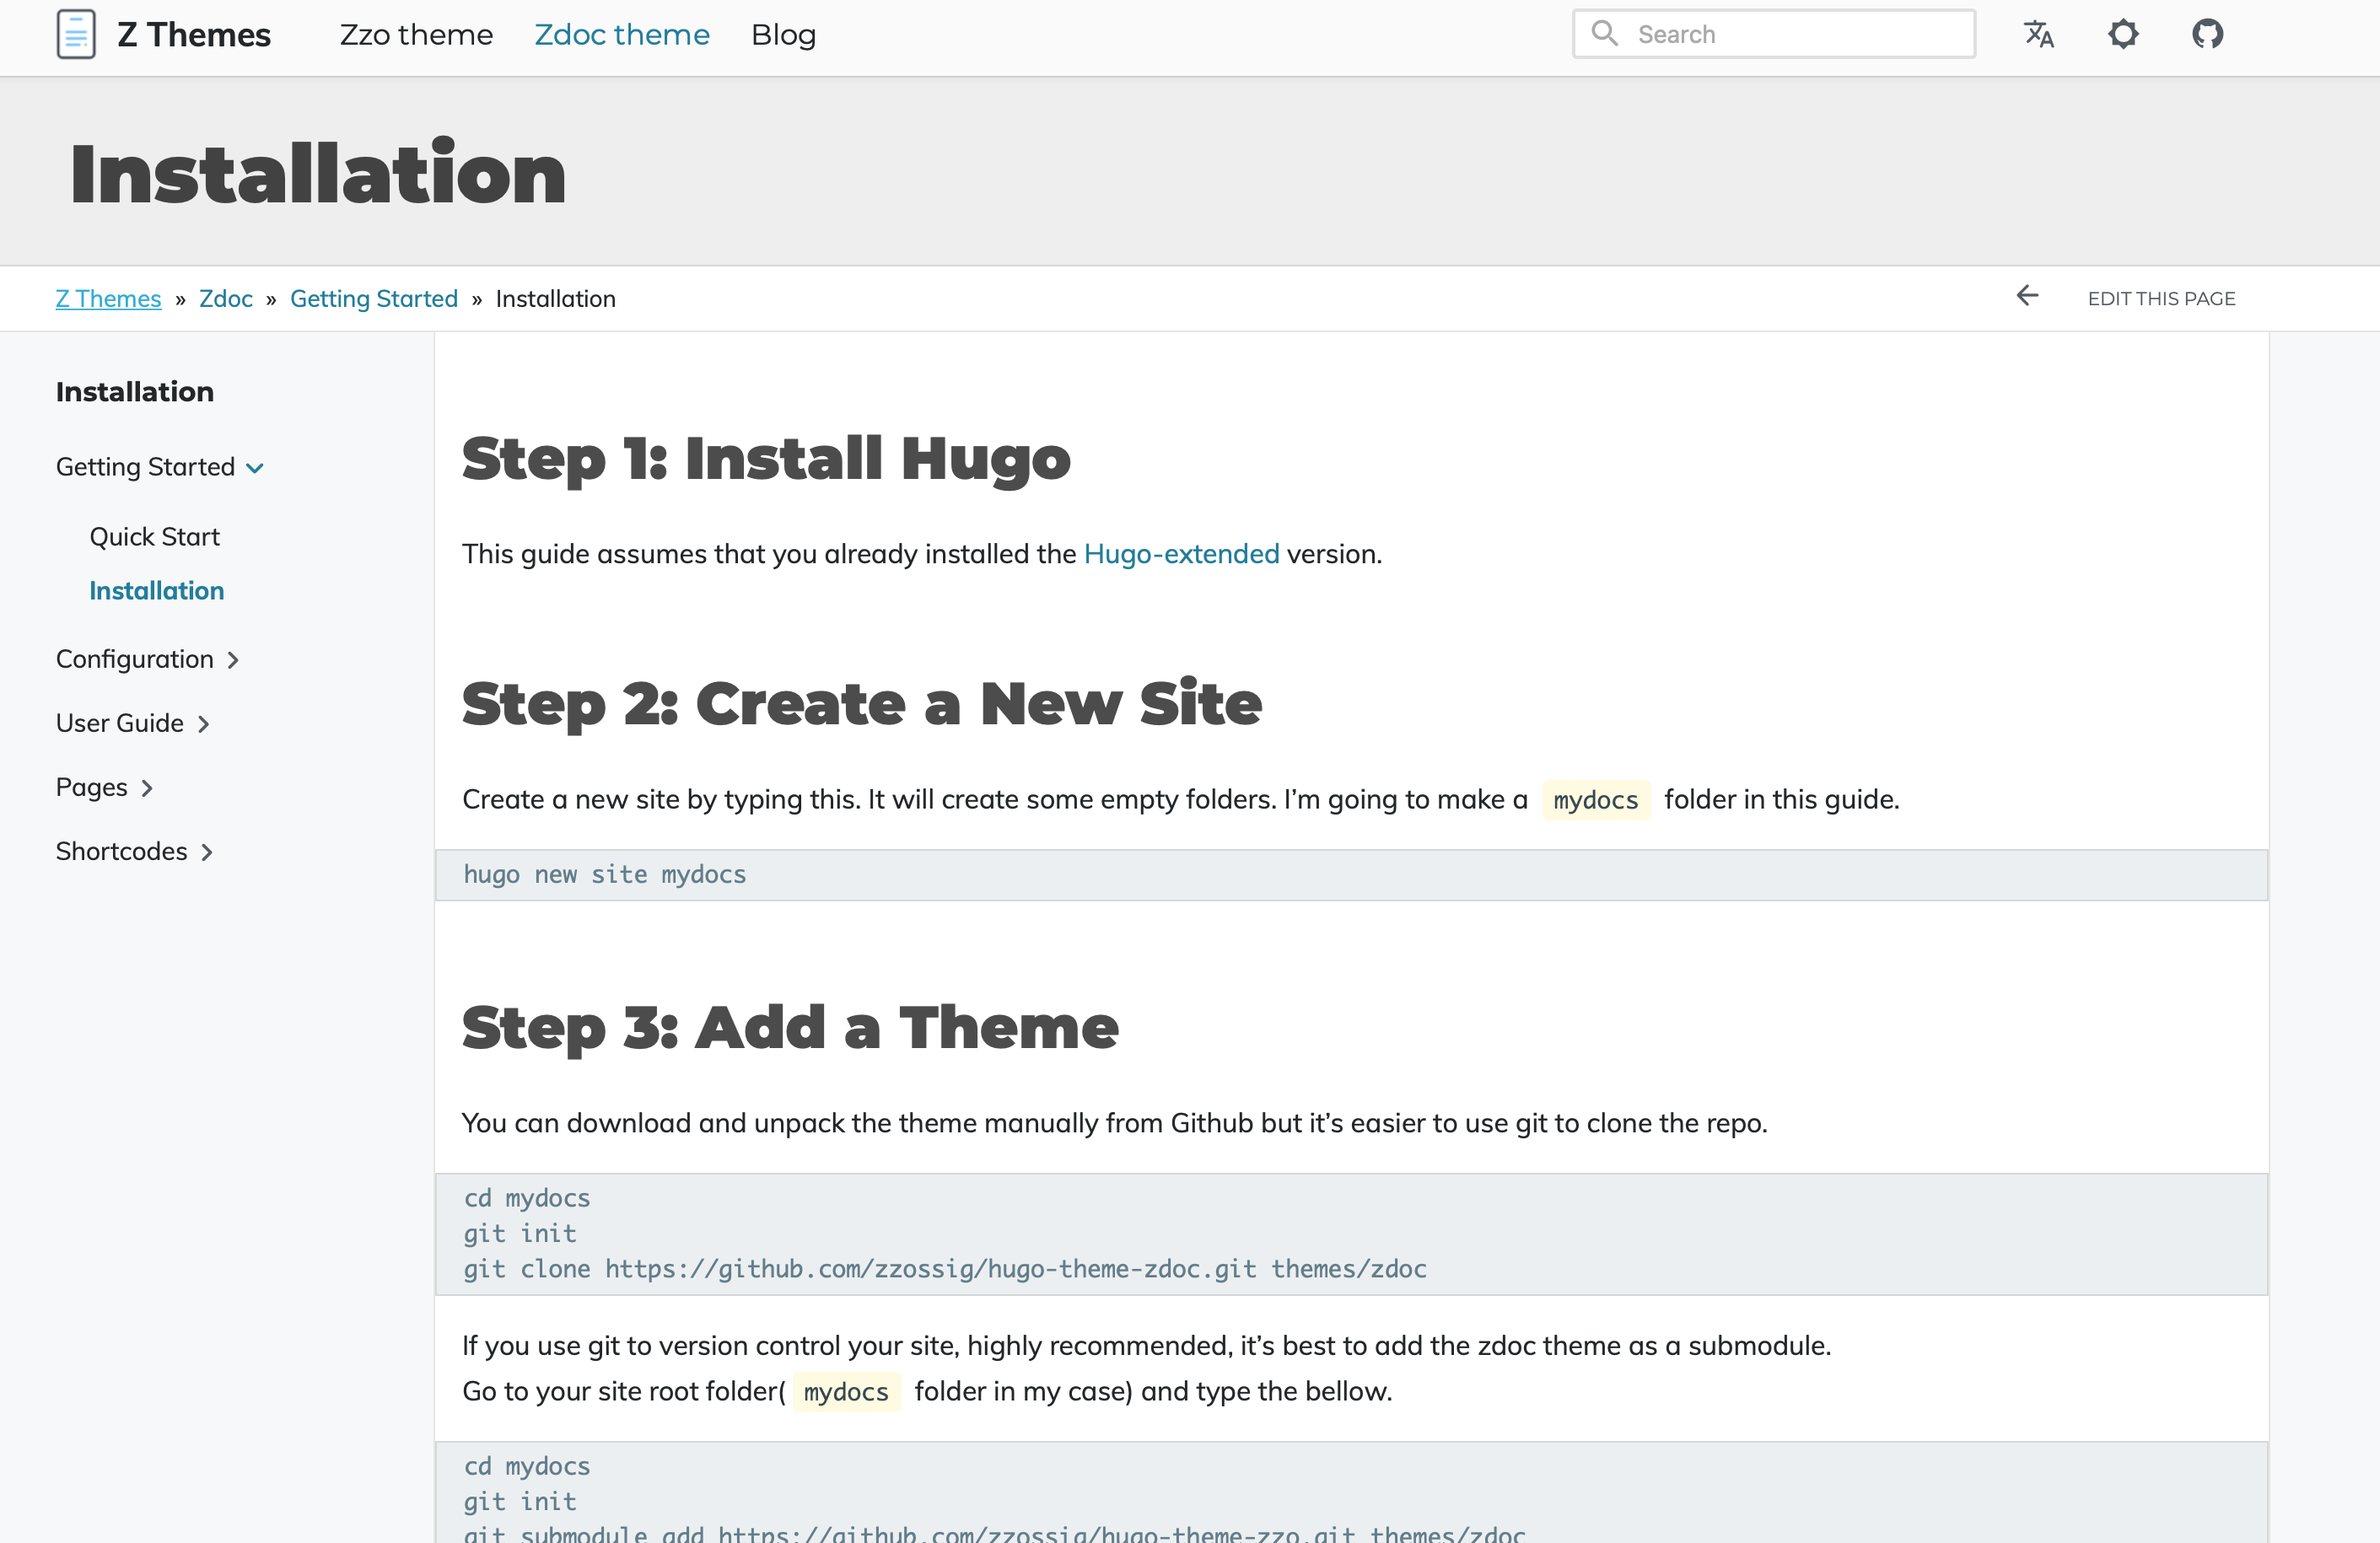 Z Themes Zzo theme Zdoc theme Blog Search
Installation
Z Themes » Zdoc » Getting Started » Installation EDIT THIS PAGE
Installation
Getting Started
Quick Start
Installation
Configuration
User Guide
Pages
Shortcodes
Step 1: Install Hugo
This guide assumes that you already installed the Hugo-extended version.
Step 2: Create a New Site
Create a new site by typing this. It will create some empty folders. I’m going to make a mydocs folder in this guide.
hugo new site mydocs
Step 3: Add a Theme
You can download and unpack the theme manually from Github but it’s easier to use git to clone the repo.
cd mydocs
git init
git clone https://github.com/zzossig/hugo-theme-zdoc.git themes/zdoc
If you use git to version control your site, highly recommended, it’s best to add the zdoc theme as a submodule.
Go to your site root folder( mydocs folder in my case) and type the bellow.
cd mydocs
git init
git submodule add https://github.com/zzossig/hugo-theme-zzo.git themes/zdoc